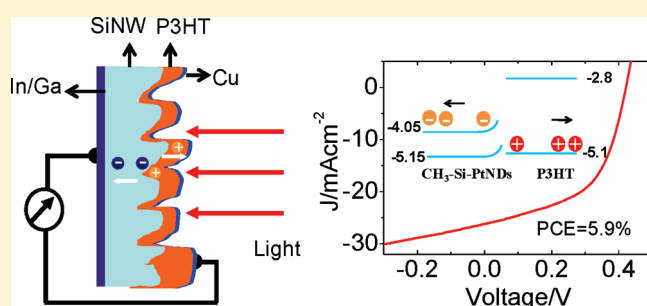 SiNW P3HT
In/Ga
Cu
Light
J/mAcm-2
0
-10
-20
-30
-0.2 0.0 0.2 0.4
Voltage/V
-2.8
-4.05
-5.15
-5.1
CH3-Si-PtNDs P3HT
PCE=5.9%